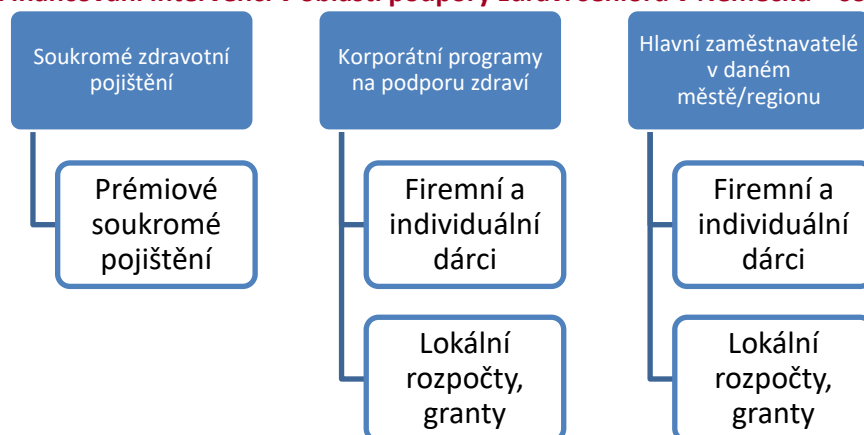 financování intervencí v oblasti podpory zdraví seniorů v Německu
Soukromé zdravotní
pojištění
Prémiové
soukromé
pojištění
Korporátní programy
na podporu zdraví
Firemní a
individuální
dárci
Lokální
rozpočty,
granty
Hlavní zaměstnavatelé
v daném
městě/regionu
Firemní a
individuální
dárci
Lokální
rozpočty,
granty